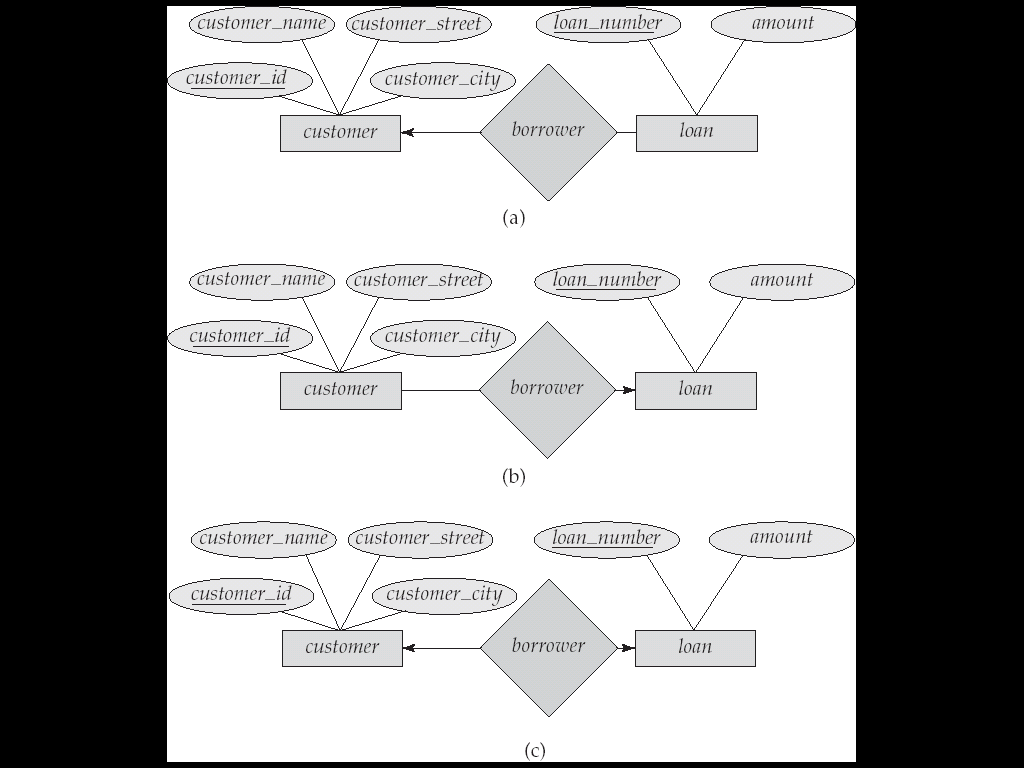 customer_name customer_street loan_number amount
customer_id customer_city
customer borrower loan
(a)
customer_name customer_street loan_number amount
customer_id customer_city
customer borrower loan
(b)
customer_name customer_street loan_number amount
customer_id customer_city
customer borrower loan
(c)